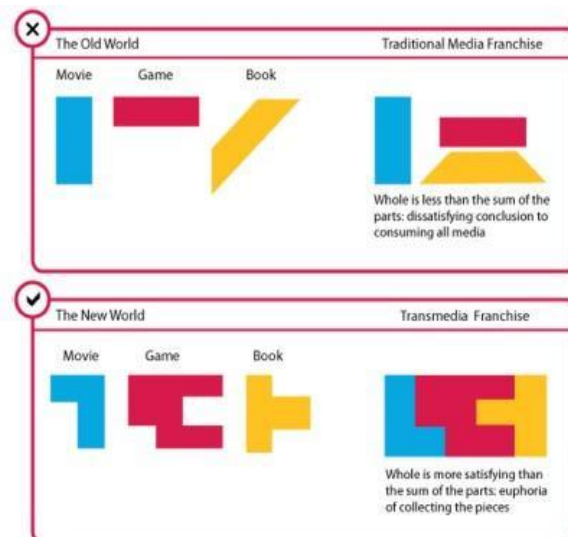 The Old World
Traditional Media Franchise
Movie
Game
Book
Whole is less than the sum of the
parts: dissatisfying conclusion to
consuming all media
The New World
Transmedia Franchise
Movie
Game
Book
Whole is more satisfying than
the sum of the parts: euphoria
of collecting the pieces